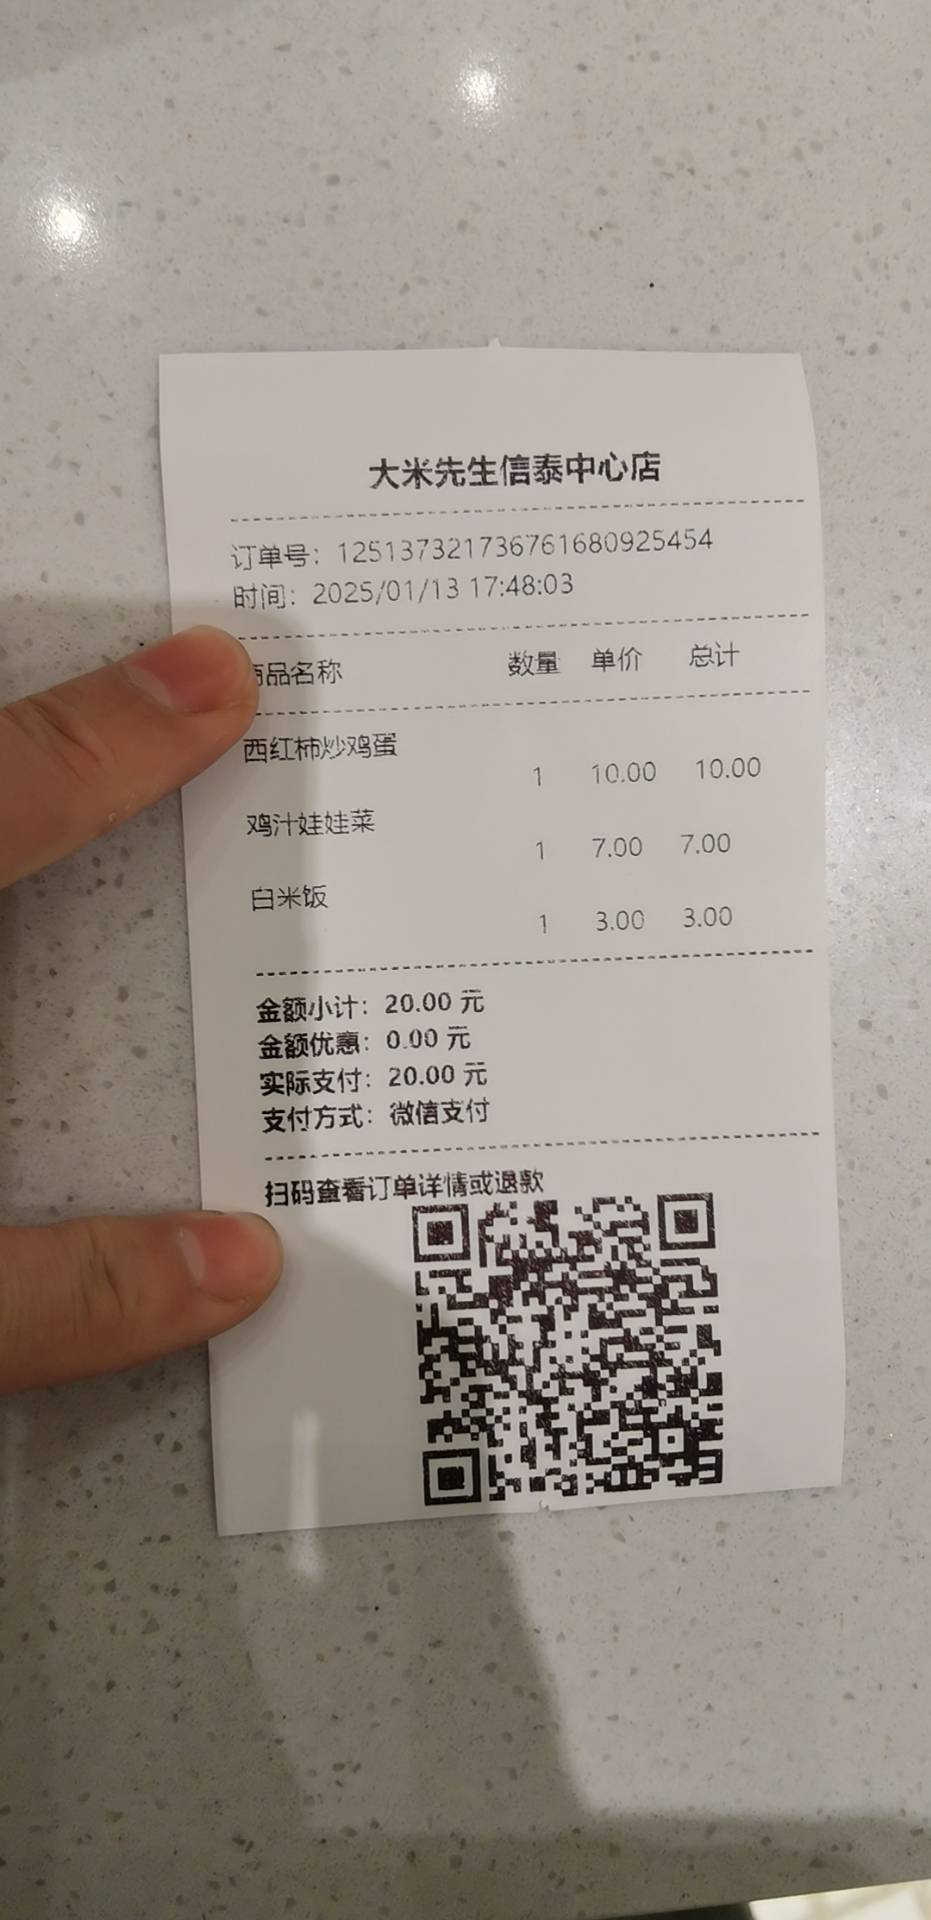 大米先生信泰中心店
订单号：125137321736761680925454
时间：2025/01/13 17:48:03
商品名称 数量 单价 总计
西红柿炒鸡蛋
1 10.00 10.00
鸡汁娃娃菜
1 7.00 7.00
白米饭
1 3.00 3.00
金额小计：20.00 元
金额优惠：0.00 元
实际支付：20.00 元
支付方式：微信支付
扫码查看订单详情或退款